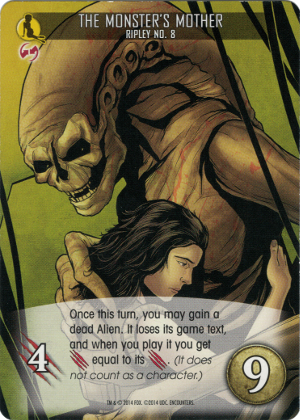 THE MONSTER'S MOTHER
RIPLEY NO. 8
Once this turn, you may gain a
dead Alien. It loses its game text,
and when you play it you get
equal to its . (It does
not count as a character.)
4
9
TM & © 2014 FOX. ©2014 UDC. ENCOUNTERS.